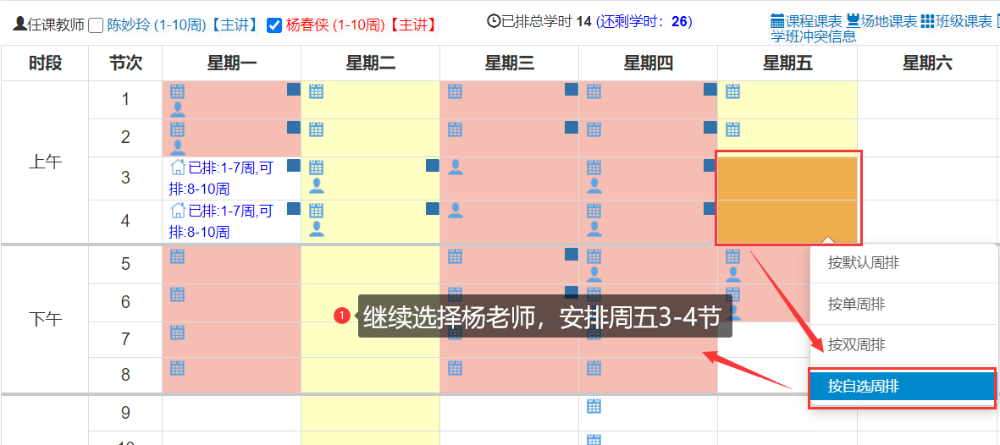 任课教师 陈妙玲 (1-10周)【主讲】 杨春侠 (1-10周)【主讲】 已排总学时 14 (还剩学时：26) 课程课表 场地课表 班级课表
学班冲突信息
时段 节次 星期一 星期二 星期三 星期四 星期五 星期六
上午
1
2
3 已排:1-7周,可
排:8-10周
4 已排:1-7周,可
排:8-10周
下午
5
6
7
8
9
10
按默认周排
按单周排
按双周排
按自选周排
1 继续选择杨老师，安排周五3-4节